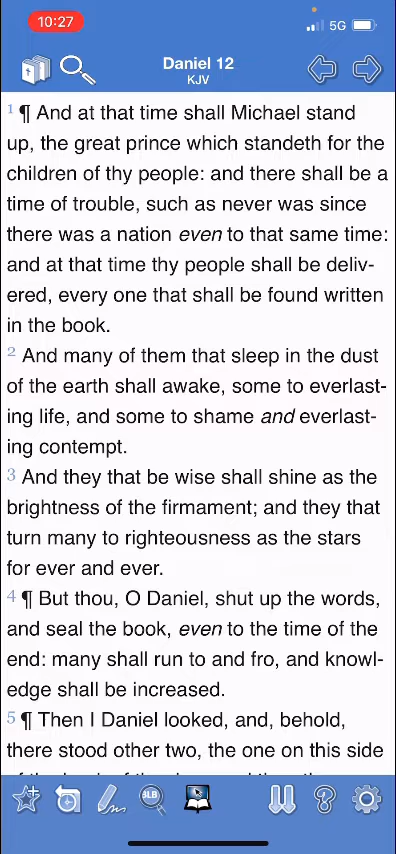 10:27
5G
Daniel 12
KJV
1 ¶ And at that time shall Michael stand
up, the great prince which standeth for the
children of thy people: and there shall be a
time of trouble, such as never was since
there was a nation even to that same time:
and at that time thy people shall be deliv-
ered, every one that shall be found written
in the book.
2 And many of them that sleep in the dust
of the earth shall awake, some to everlast-
ing life, and some to shame and everlast-
ing contempt.
3 And they that be wise shall shine as the
brightness of the firmament; and they that
turn many to righteousness as the stars
for ever and ever.
4 ¶ But thou, O Daniel, shut up the words,
and seal the book, even to the time of the
end: many shall run to and fro, and knowl-
edge shall be increased.
5 ¶ Then I Daniel looked, and, behold,
there stood other two, the one on this side
BLB